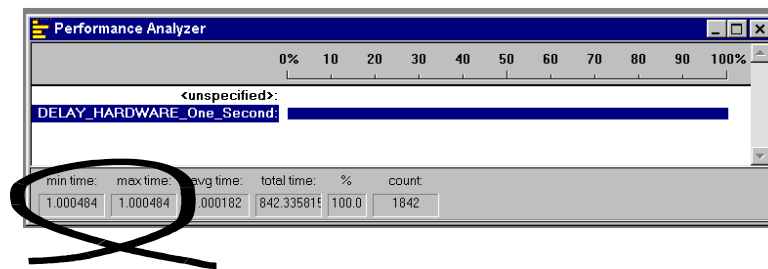 Performance Analyzer
0% 10 20 30 40 50 60 70 80 90 100%
<unspecified>:
DELAY_HARDWARE_One_Second:
min time: max time: avg time: total time: % count:
1.000484 1.000484 .000182 842.335815 100.0 1842